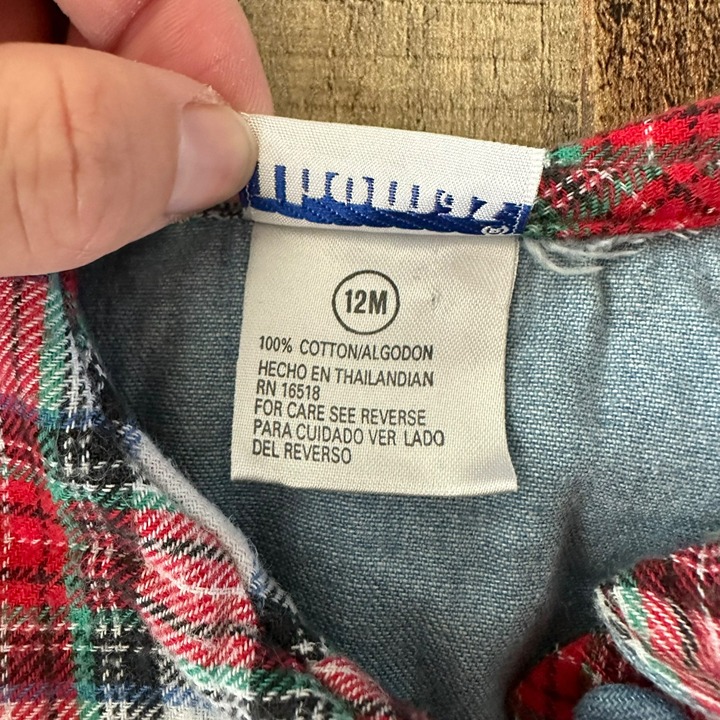 12M
100% COTTON/ALGODON
HECHO EN THAILANDIAN
RN 16518
FOR CARE SEE REVERSE
PARA CUIDADO VER LADO
DEL REVERSO